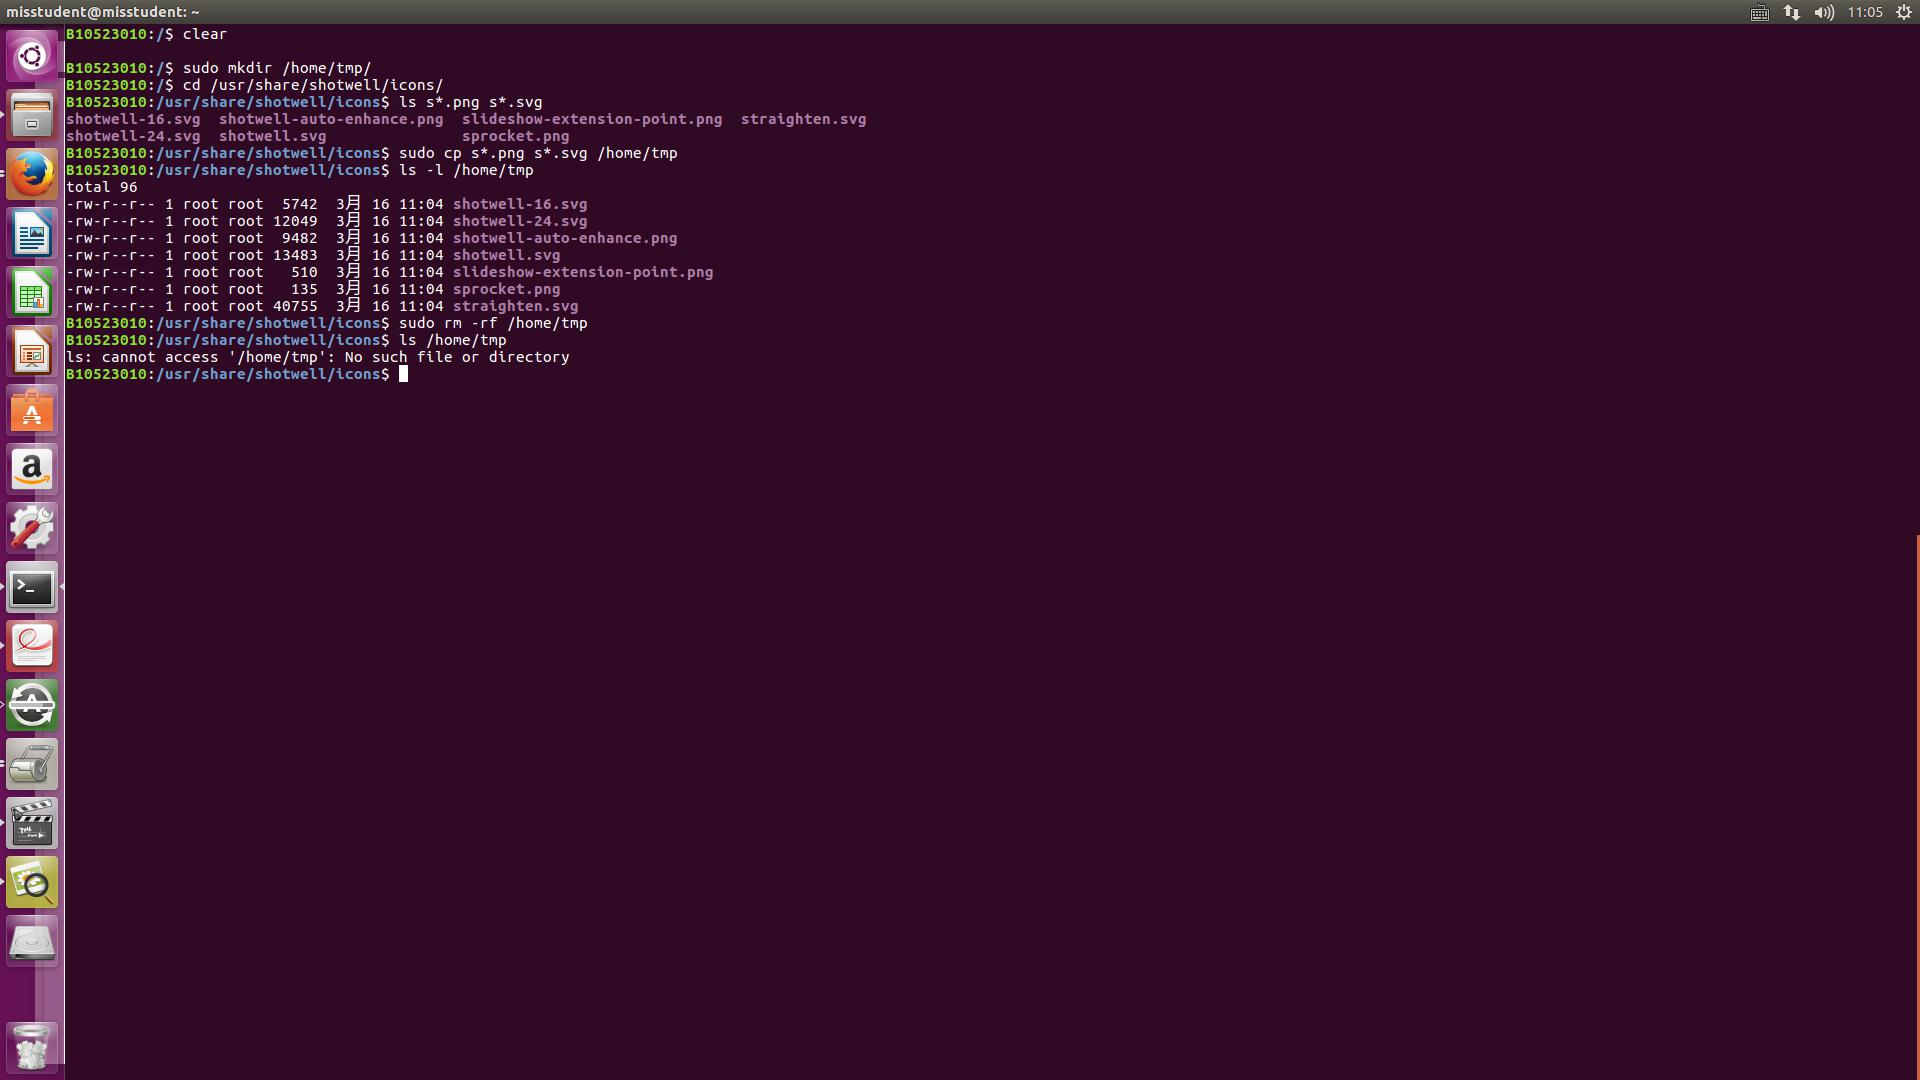 misstudent@misstudent: ~
11:05
B10523010:/$ clear
B10523010:/$ sudo mkdir /home/tmp/
B10523010:/$ cd /usr/share/shotwell/icons/
B10523010:/usr/share/shotwell/icons$ ls s*.png s*.svg
shotwell-16.svg  shotwell-auto-enhance.png  slideshow-extension-point.png  straighten.svg
shotwell-24.svg  shotwell.svg               sprocket.png
B10523010:/usr/share/shotwell/icons$ sudo cp s*.png s*.svg /home/tmp
B10523010:/usr/share/shotwell/icons$ ls -l /home/tmp
total 96
-rw-r--r-- 1 root root  5742  3月 16 11:04 shotwell-16.svg
-rw-r--r-- 1 root root 12049  3月 16 11:04 shotwell-24.svg
-rw-r--r-- 1 root root  9482  3月 16 11:04 shotwell-auto-enhance.png
-rw-r--r-- 1 root root 13483  3月 16 11:04 shotwell.svg
-rw-r--r-- 1 root root   510  3月 16 11:04 slideshow-extension-point.png
-rw-r--r-- 1 root root   135  3月 16 11:04 sprocket.png
-rw-r--r-- 1 root root 40755  3月 16 11:04 straighten.svg
B10523010:/usr/share/shotwell/icons$ sudo rm -rf /home/tmp
B10523010:/usr/share/shotwell/icons$ ls /home/tmp
ls: cannot access '/home/tmp': No such file or directory
B10523010:/usr/share/shotwell/icons$